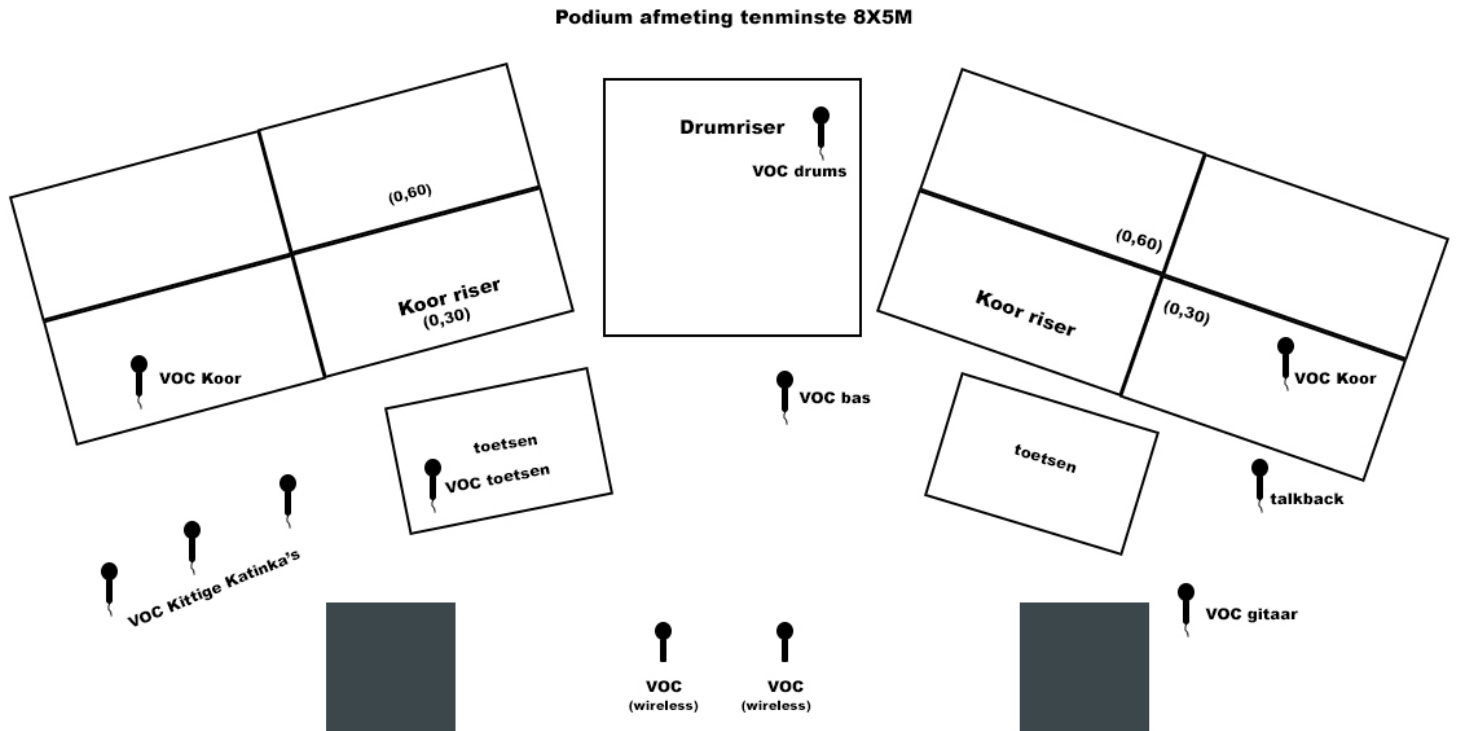 Podium afmeting tenminste 8X5M
Drumriser
VOC drums
(0,60)
Koor riser
(0,30)
VOC Koor
(0,60)
Koor riser
(0,30)
VOC Koor
VOC bas
toetsen
VOC toetsen
toetsen
talkback
VOC Kittige Katinka's
VOC gitaar
VOC
(wireless)
VOC
(wireless)